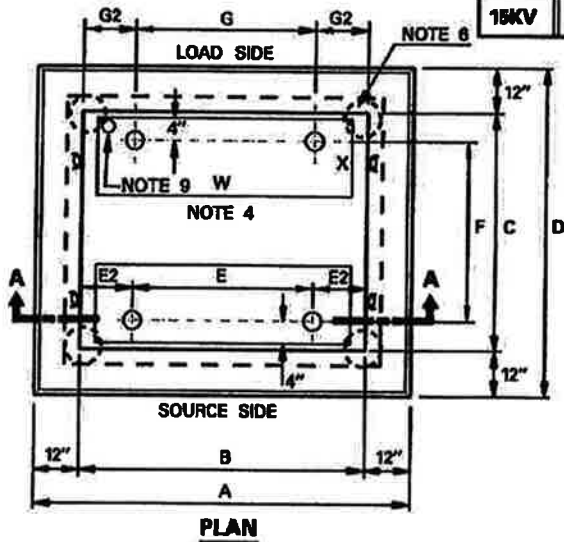 G2 G G2
NOTE 6
15KV
LOAD SIDE
12"
4"
X
NOTE 9 W
NOTE 4
F C D
A E2 E E2 A
4"
12"
SOURCE SIDE
12" B 12"
A
PLAN